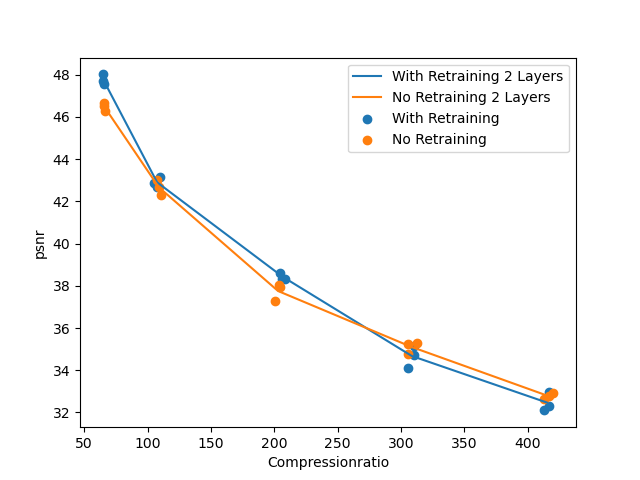 With Retraining 2 Layers
No Retraining 2 Layers
With Retraining
No Retraining
48
46
44
42
40
38
36
34
32
psnr
50
100
150
200
250
300
350
400
Compressionratio